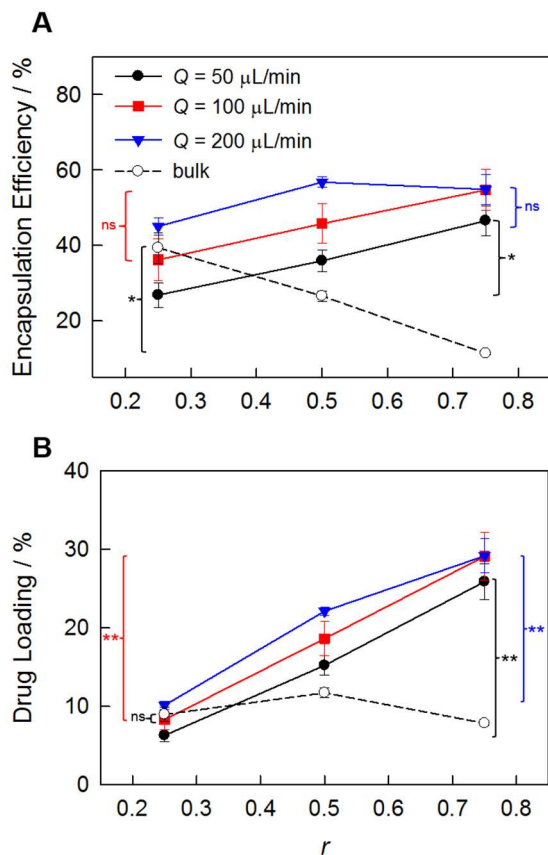 A
Encapsulation Efficiency / %
80
60
40
20
Q = 50 μL/min
Q = 100 μL/min
Q = 200 μL/min
bulk
ns
*
ns
*
0.2 0.3 0.4 0.5 0.6 0.7 0.8
B
Drug Loading / %
40
30
20
10
0
**
ns
**
**
0.2 0.3 0.4 0.5 0.6 0.7 0.8
r